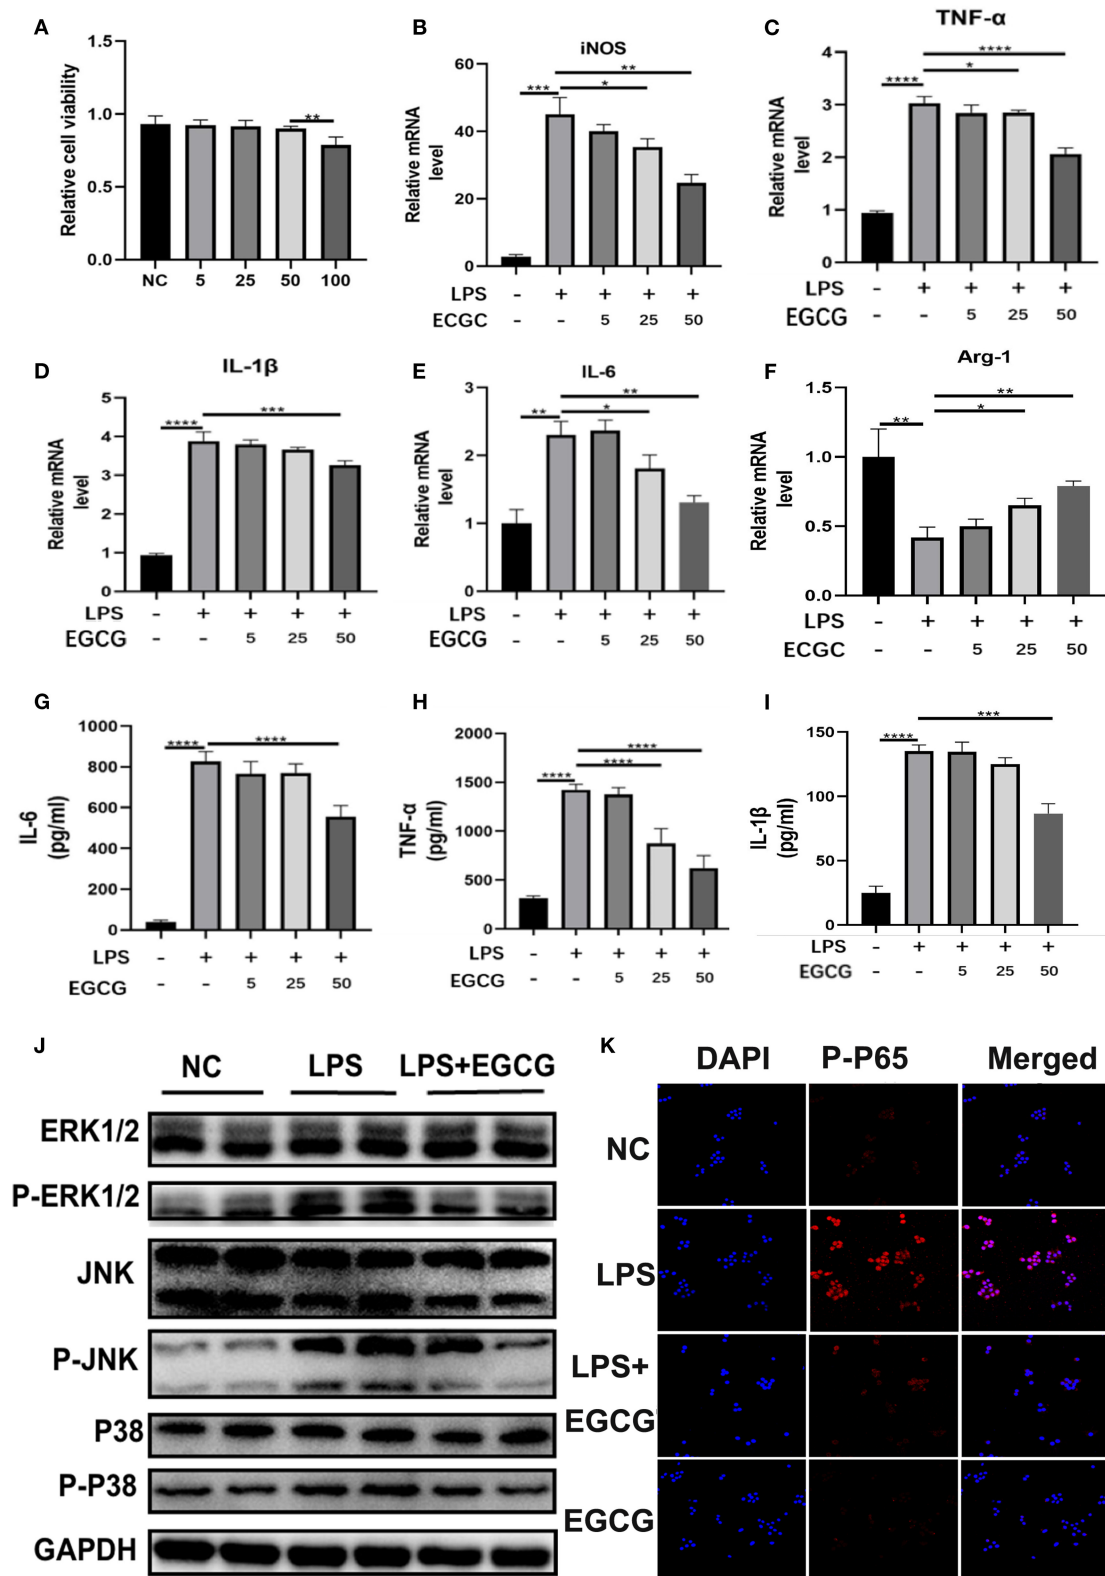 A
Relative cell viability
1.5
1.0
0.5
0.0
**
NC 5 25 50 100
B
iNOS
Relative mRNA
level
60
40
20
0
***
*
**
LPS - + + + +
ECGC - - 5 25 50
C
TNF-α
Relative mRNA
level
4
3
2
1
0
****
*
****
LPS - + + + +
EGCG - - 5 25 50
D
IL-1β
Relative mRNA
level
5
4
3
2
1
0
****
***
LPS - + + + +
EGCG - - 5 25 50
E
IL-6
Relative mRNA
level
3
2
1
0
**
*
**
LPS - + + + +
EGCG - - 5 25 50
F
Arg-1
Relative mRNA
level
1.5
1.0
0.5
0.0
**
*
**
LPS - + + + +
ECGC - - 5 25 50
G
IL-6
(pg/ml)
1000
800
600
400
200
0
****
****
LPS - + + + +
EGCG - - 5 25 50
H
TNF-α
(pg/ml)
2000
1500
1000
500
0
****
****
****
LPS - + + + +
EGCG - - 5 25 50
I
IL-1β
(pg/ml)
150
100
50
0
****
***
LPS - + + + +
EGCG - - 5 25 50
J
NC LPS LPS+EGCG
ERK1/2
P-ERK1/2
JNK
P-JNK
P38
P-P38
GAPDH
K
DAPI P-P65 Merged
NC
LPS
LPS+
EGCG
EGCG